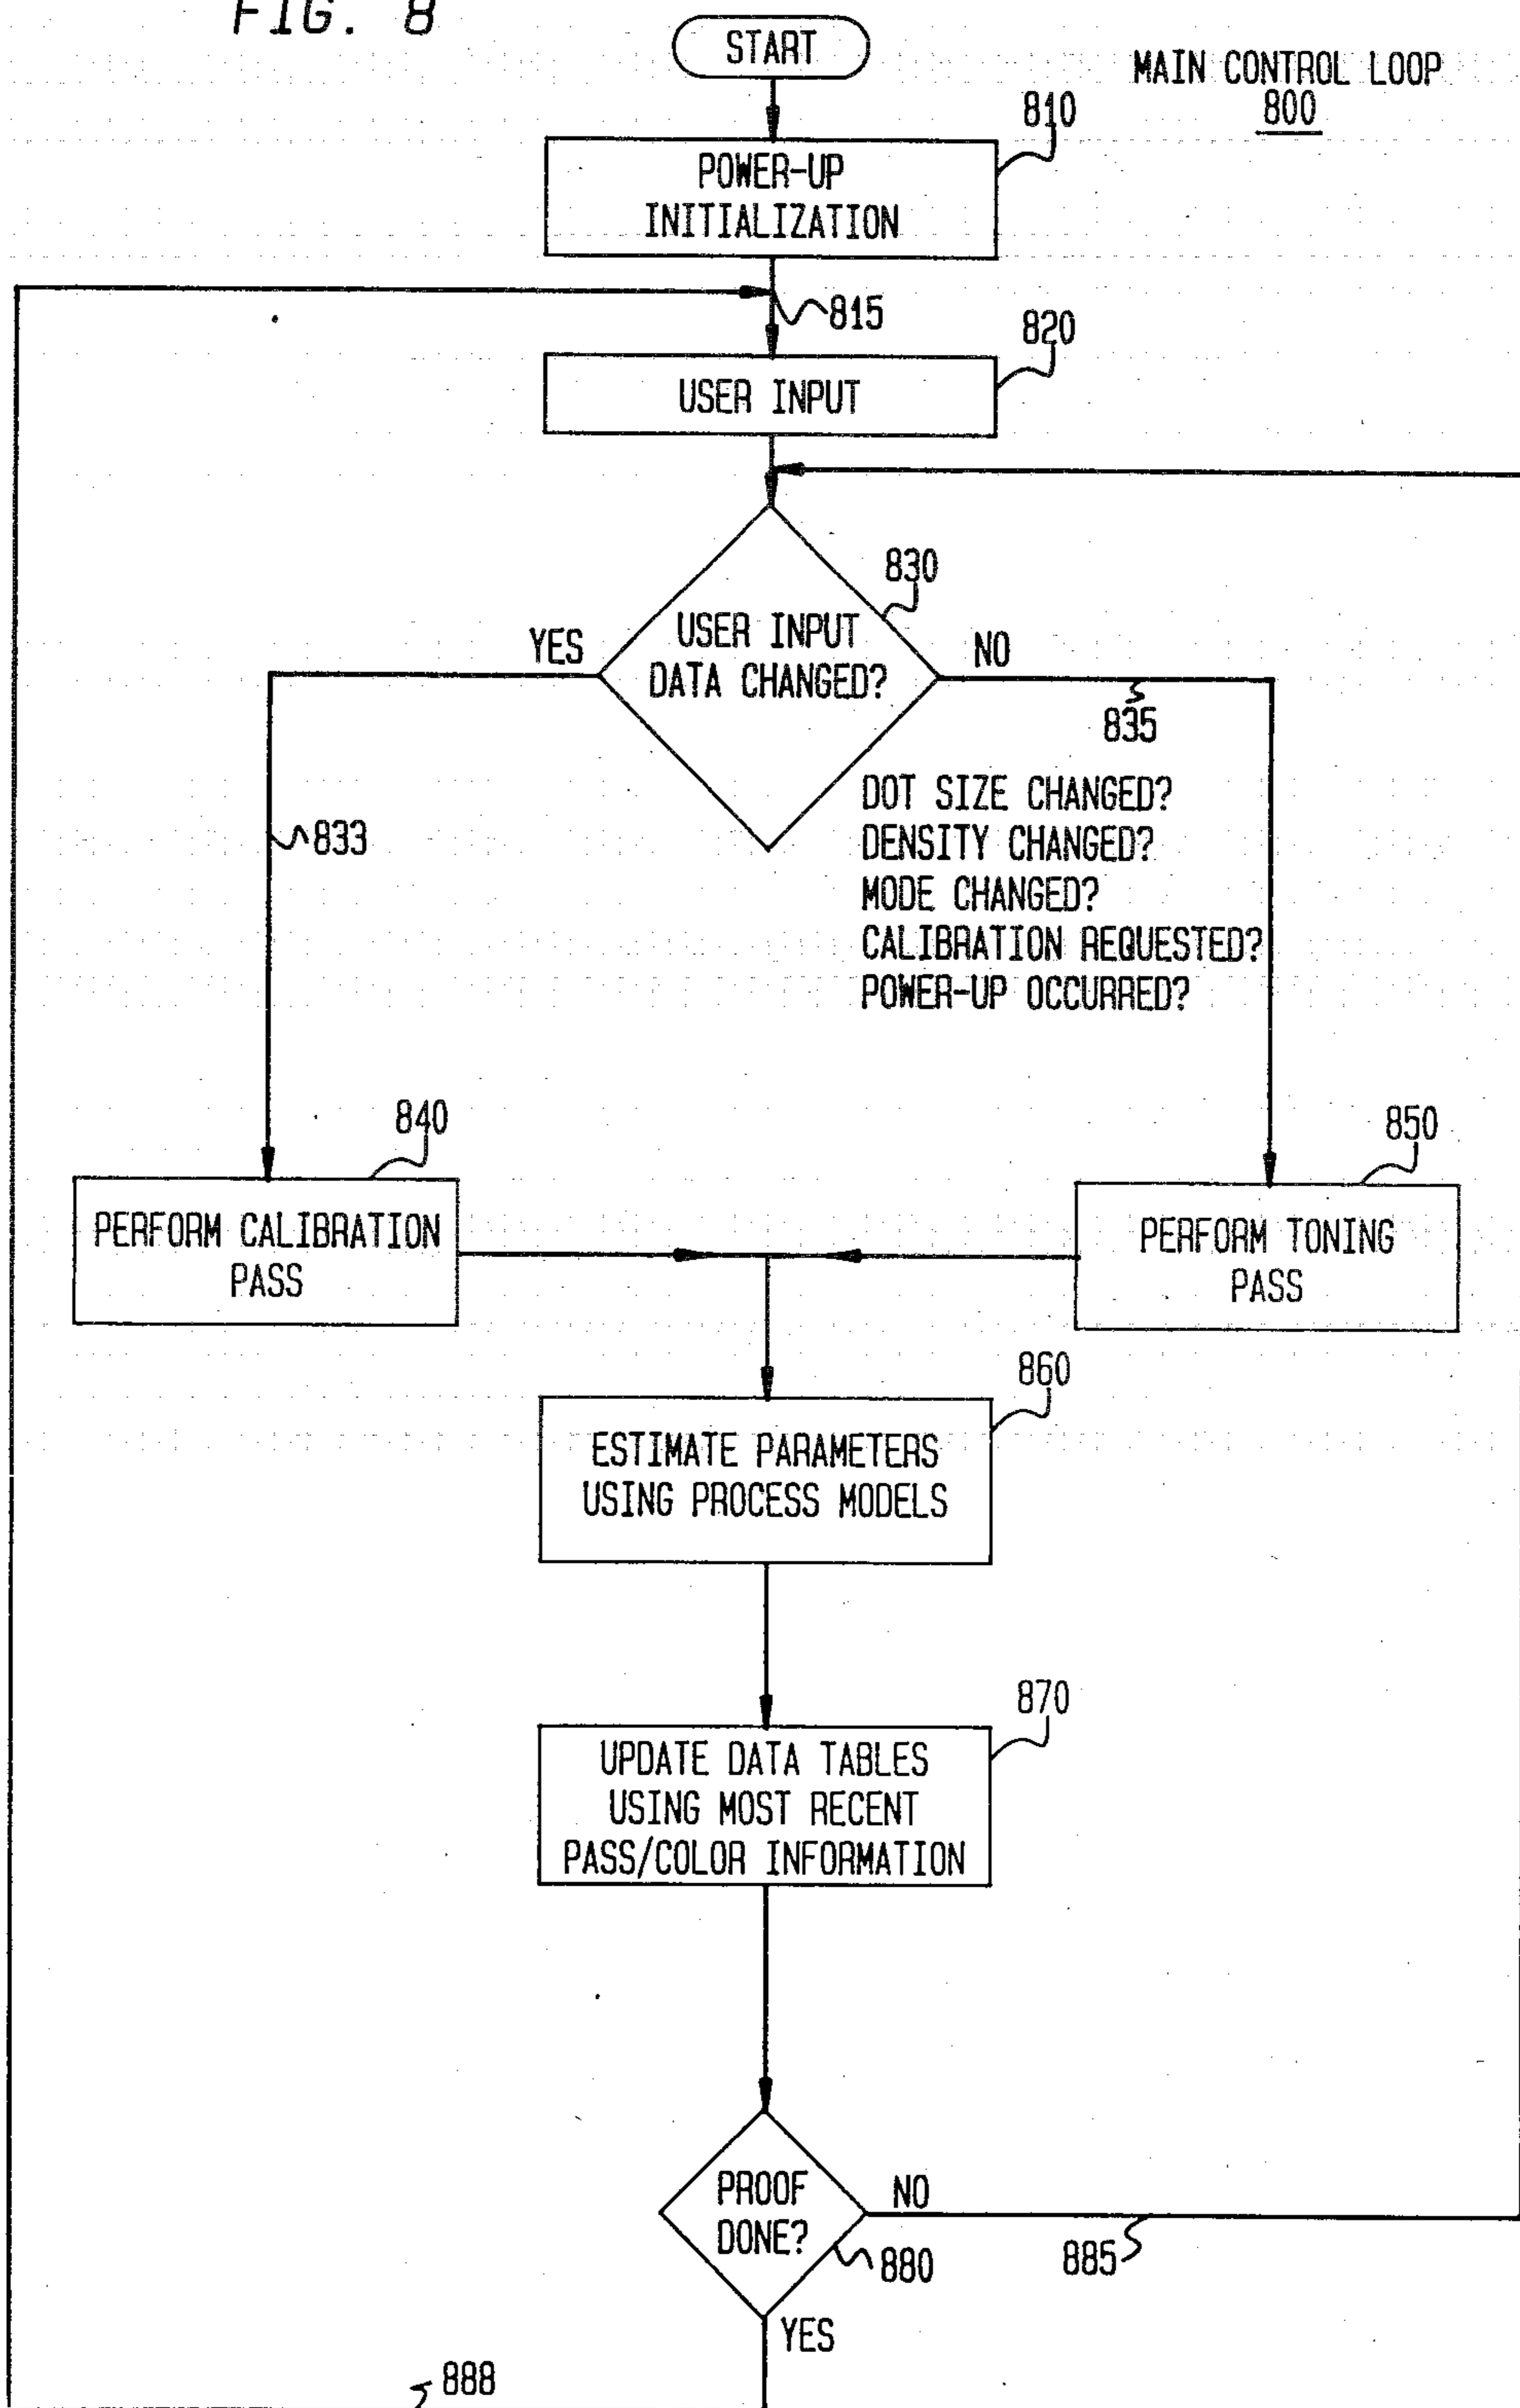 FIG. 8
START
MAIN CONTROL LOOP
800
810
POWER-UP
INITIALIZATION
815
820
USER INPUT
830
USER INPUT
DATA CHANGED?
YES
NO
835
833
DOT SIZE CHANGED?
DENSITY CHANGED?
MODE CHANGED?
CALIBRATION REQUESTED?
POWER-UP OCCURRED?
840
850
PERFORM CALIBRATION
PASS
PERFORM TONING
PASS
860
ESTIMATE PARAMETERS
USING PROCESS MODELS
870
UPDATE DATA TABLES
USING MOST RECENT
PASS/COLOR INFORMATION
PROOF
DONE?
NO
880
885
YES
888